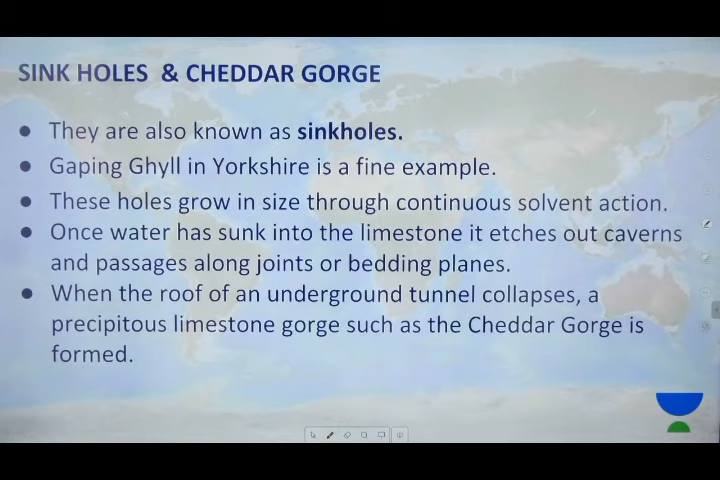 SINK HOLES & CHEDDAR GORGE
● They are also known as sinkholes.
● Gaping Ghyll in Yorkshire is a fine example.
● These holes grow in size through continuous solvent action.
● Once water has sunk into the limestone it etches out caverns
and passages along joints or bedding planes.
● When the roof of an underground tunnel collapses, a
precipitous limestone gorge such as the Cheddar Gorge is
formed.